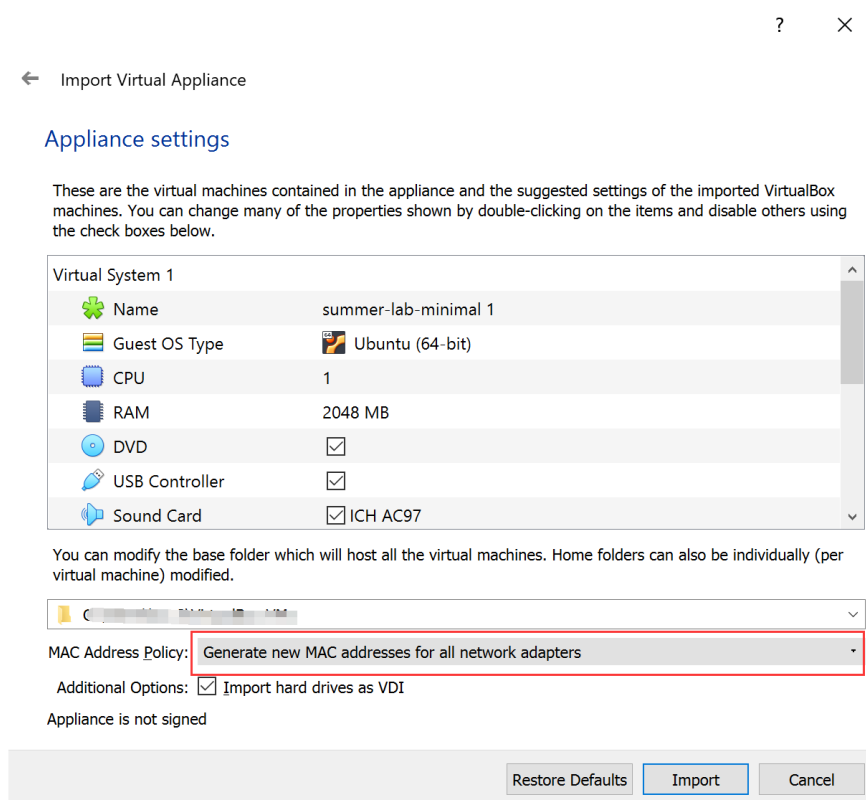 ?
Import Virtual Appliance
Appliance settings
These are the virtual machines contained in the appliance and the suggested settings of the imported VirtualBox
machines. You can change many of the properties shown by double-clicking on the items and disable others using
the check boxes below.
Virtual System 1
Name summer-lab-minimal 1
Guest OS Type 64 Ubuntu (64-bit)
CPU 1
RAM 2048 MB
DVD
USB Controller
Sound Card ICH AC97
You can modify the base folder which will host all the virtual machines. Home folders can also be individually (per
virtual machine) modified.
MAC Address Policy: Generate new MAC addresses for all network adapters
Additional Options: Import hard drives as VDI
Appliance is not signed
Restore Defaults Import Cancel